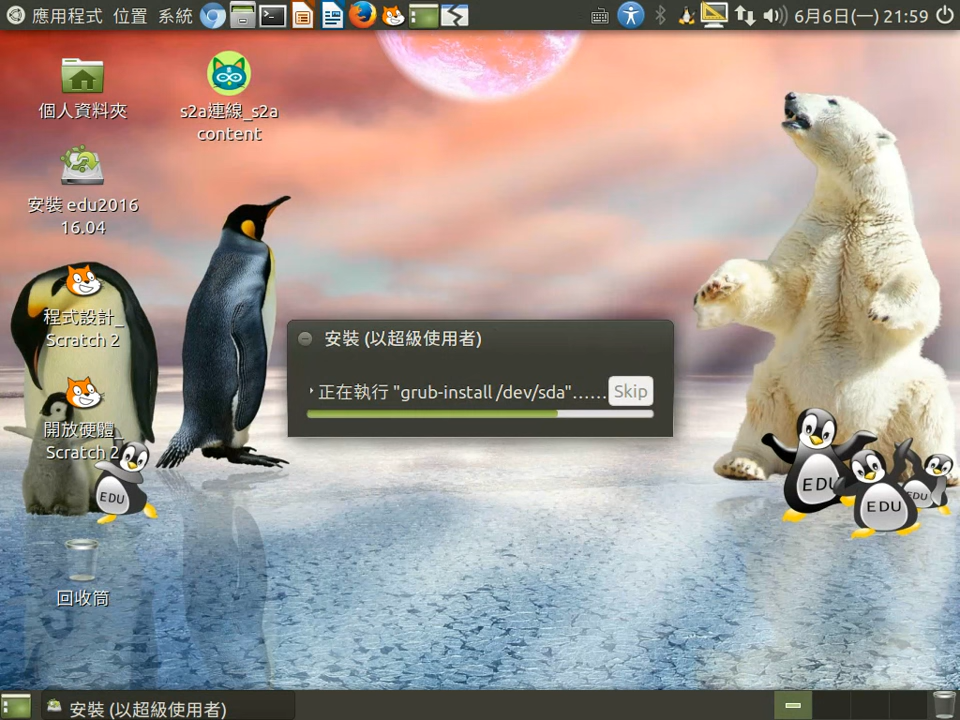 應用程式 位置 系統
6月6日(一) 21:59
個人資料夾
s2a連線_s2a
content
安裝 edu2016
16.04
程式設計_
Scratch 2
安裝 (以超級使用者)
正在執行 "grub-install /dev/sda"……
Skip
開放硬體_
Scratch 2
EDU
EDU
EDU
EDU
回收筒
安裝 (以超級使用者)